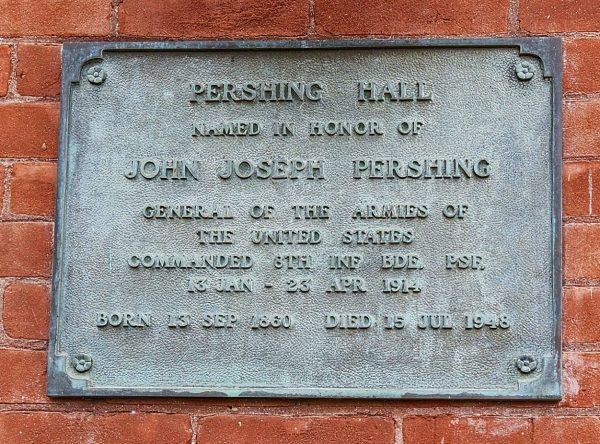 PERSHING HALL
NAMED IN HONOR OF
JOHN JOSEPH PERSHING
GENERAL OF THE ARMIES OF
THE UNITED STATES
COMMANDED 8TH INF BDE. PSF,
13 JAN - 23 APR 1914
BORN 13 SEP 1860 DIED 15 JUL 1948